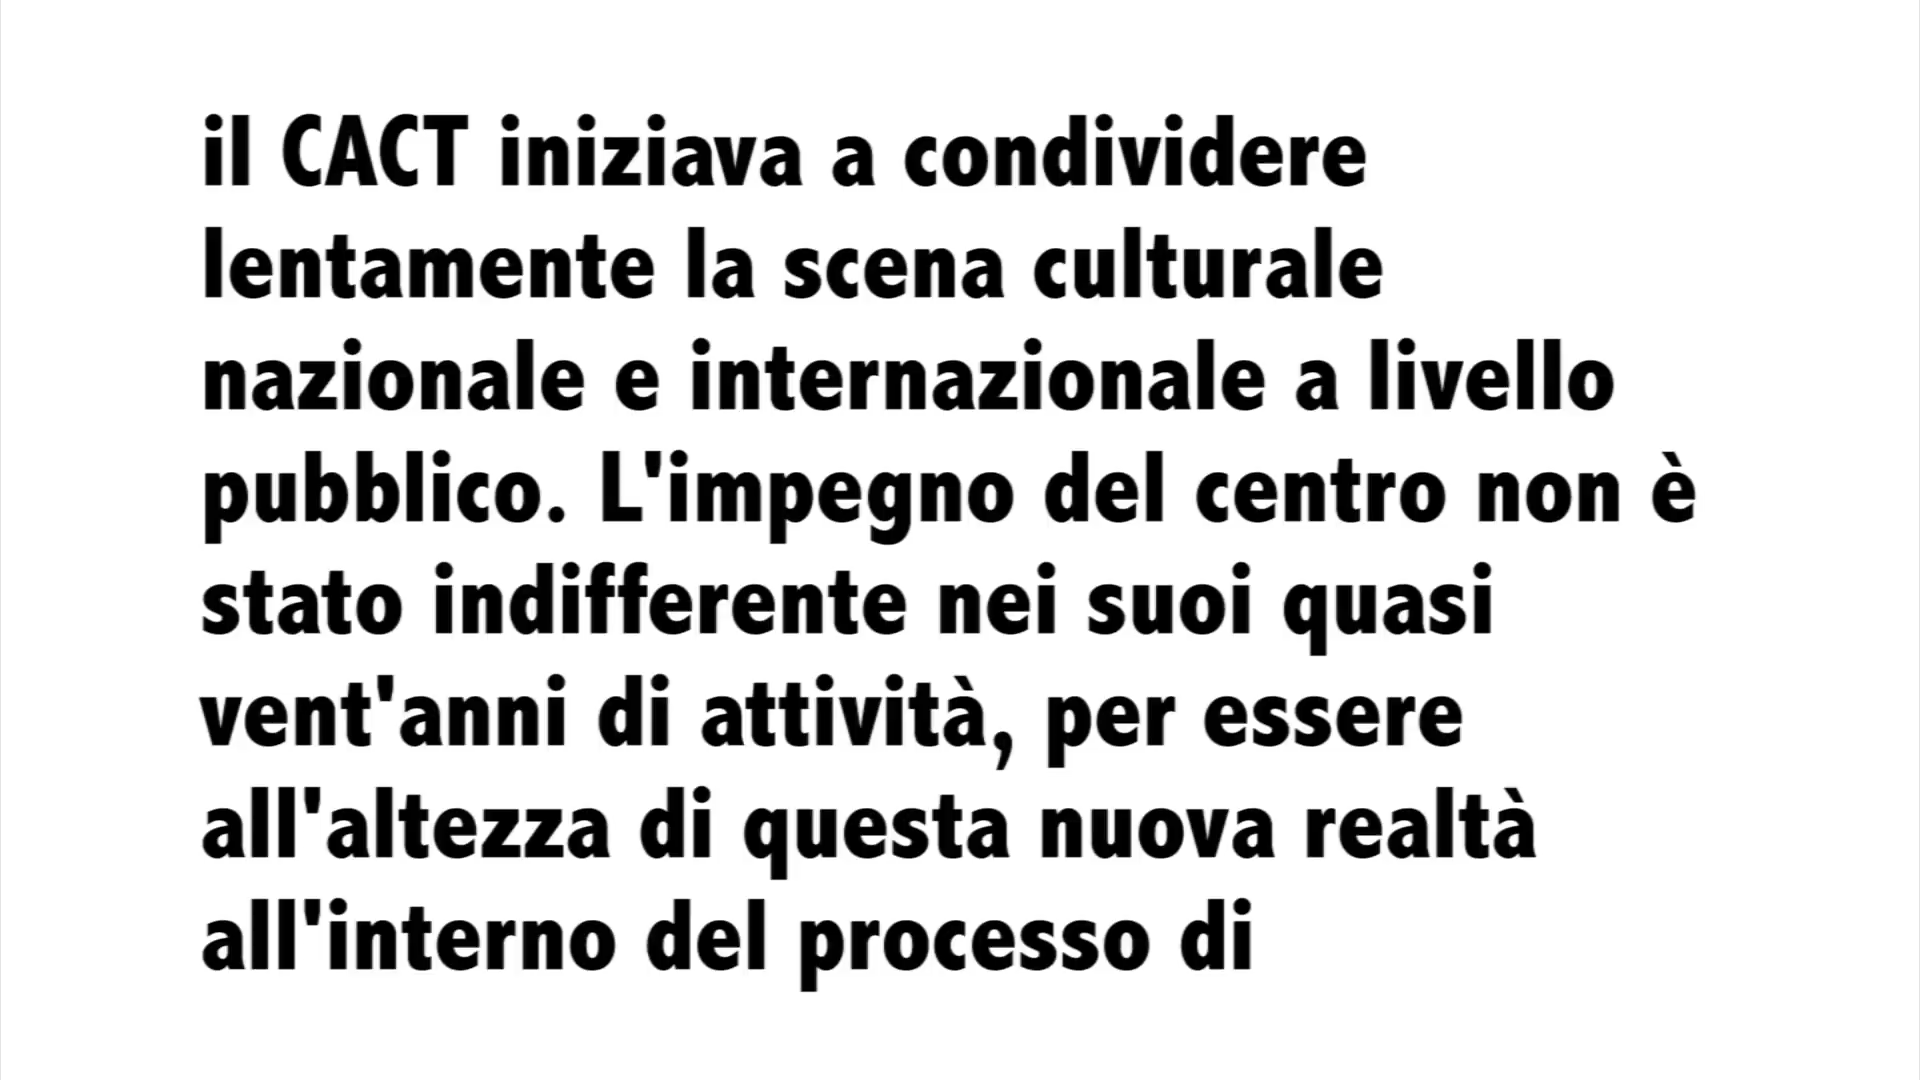 il CACT iniziava a condividere
lentamente la scena culturale
nazionale e internazionale a livello
pubblico. L'impegno del centro non è
stato indifferente nei suoi quasi
vent'anni di attività, per essere
all'altezza di questa nuova realtà
all'interno del processo di